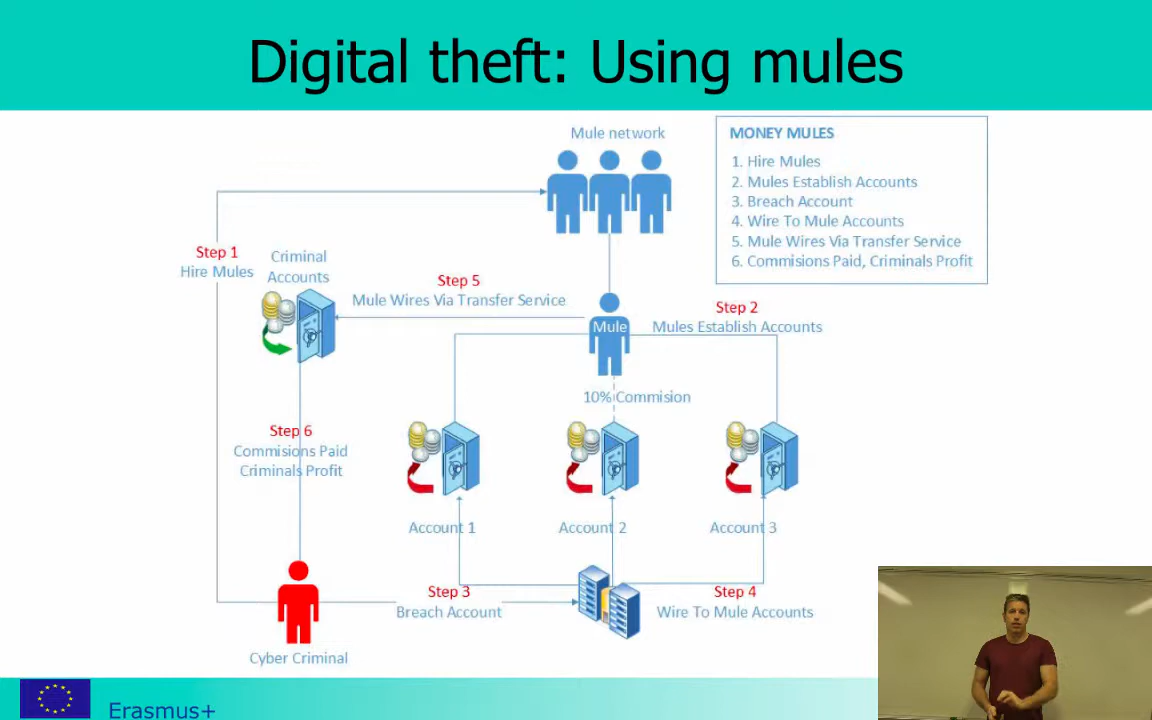 Digital theft: Using mules
Mule network
MONEY MULES
1. Hire Mules
2. Mules Establish Accounts
3. Breach Account
4. Wire To Mule Accounts
5. Mule Wires Via Transfer Service
6. Commisions Paid, Criminals Profit
Step 1
Hire Mules
Criminal
Accounts
Step 5
Mule Wires Via Transfer Service
Mule
Step 2
Mules Establish Accounts
10% Commision
Step 6
Commisions Paid
Criminals Profit
Account 1
Account 2
Account 3
Step 3
Breach Account
Step 4
Wire To Mule Accounts
Cyber Criminal
Erasmus+